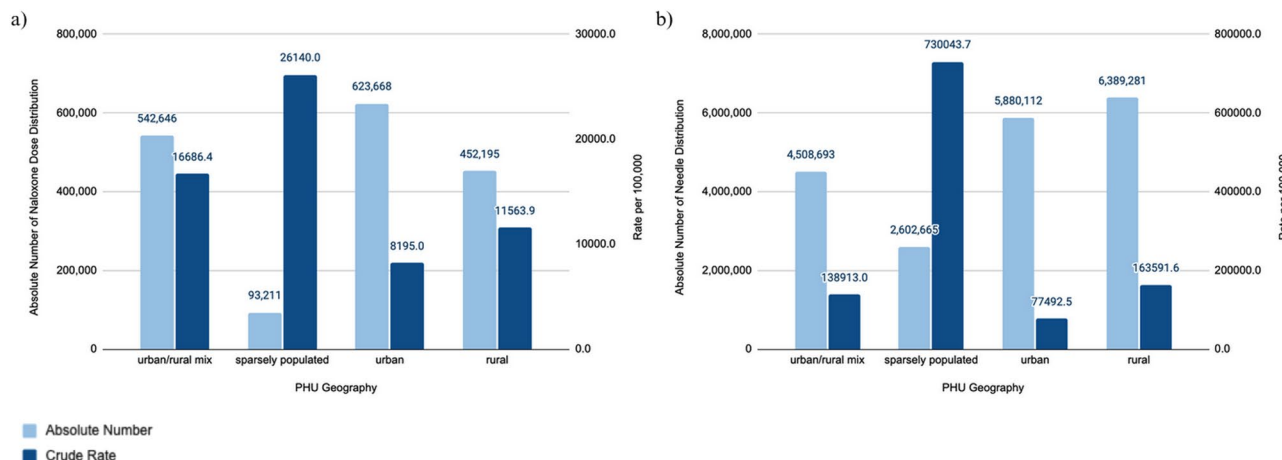 a)
800,000
600,000
400,000
200,000
0
Absolute Number of Naloxone Dose Distribution
30000.0
20000.0
10000.0
0.0
Rate per 100,000
542,646
16686.4
93,211
26140.0
623,668
8195.0
452,195
11563.9
urban/rural mix
sparsely populated
urban
rural
PHU Geography
b)
8,000,000
6,000,000
4,000,000
2,000,000
0
Absolute Number of Needle Distribution
800000.0
600000.0
400000.0
200000.0
0.0
Rate per 100,000
4,508,693
138913.0
2,602,665
730043.7
5,880,112
77492.5
6,389,281
163591.6
urban/rural mix
sparsely populated
urban
rural
PHU Geography
Absolute Number
Crude Rate